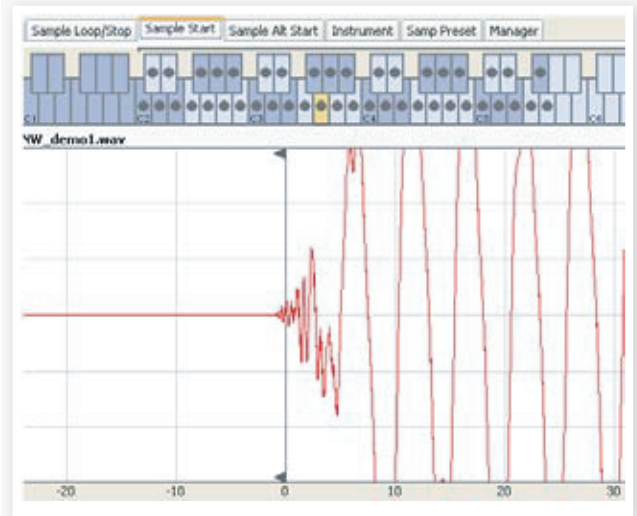 Sample Loop/Stop Sample Start Sample Alt Start Instrument Samp Preset Manager
C1 C2 C3 C4 C5 C6
NW_demo1.wav
-20 -10 0 10 20 30